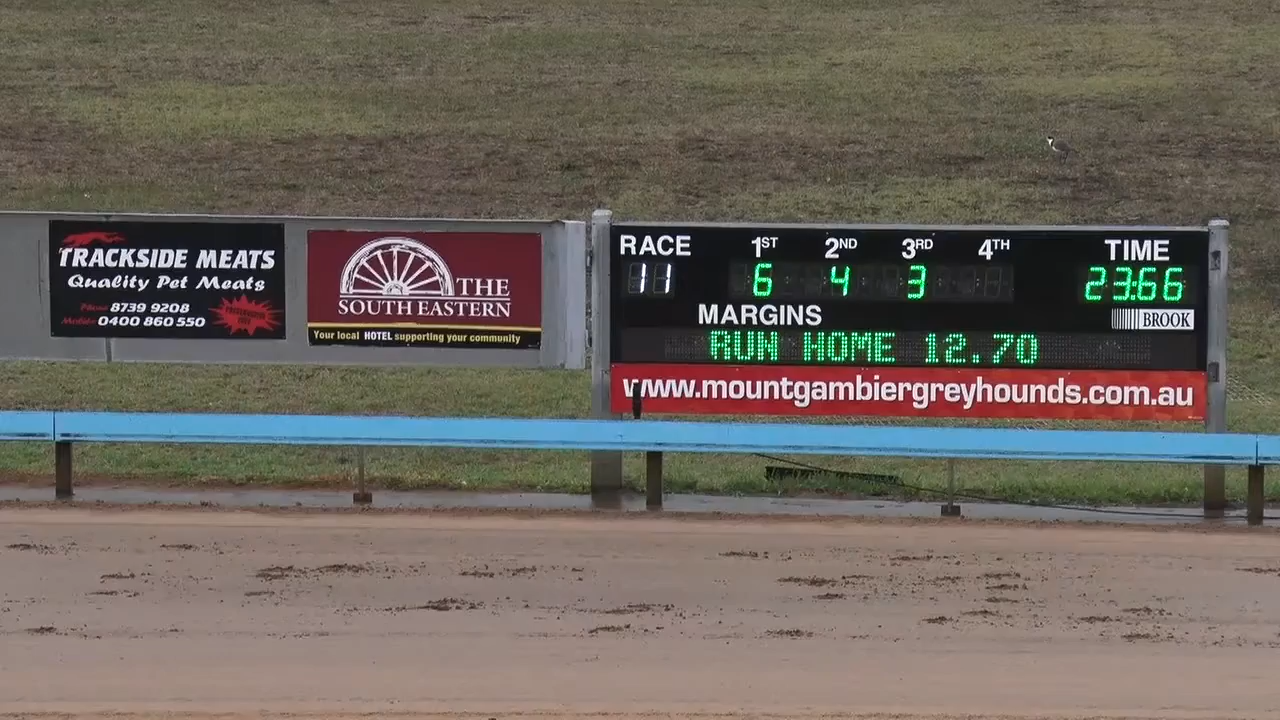 TRACKSIDE MEATS
Quality Pet Meats
Phone 8739 9208
Mobile 0400 860 550
THE
SOUTH EASTERN
Your local HOTEL supporting your community
RACE 1ST 2ND 3RD 4TH TIME
11 6 4 3 23.66
MARGINS BROOK
RUN HOME 12.70
www.mountgambiergreyhounds.com.au